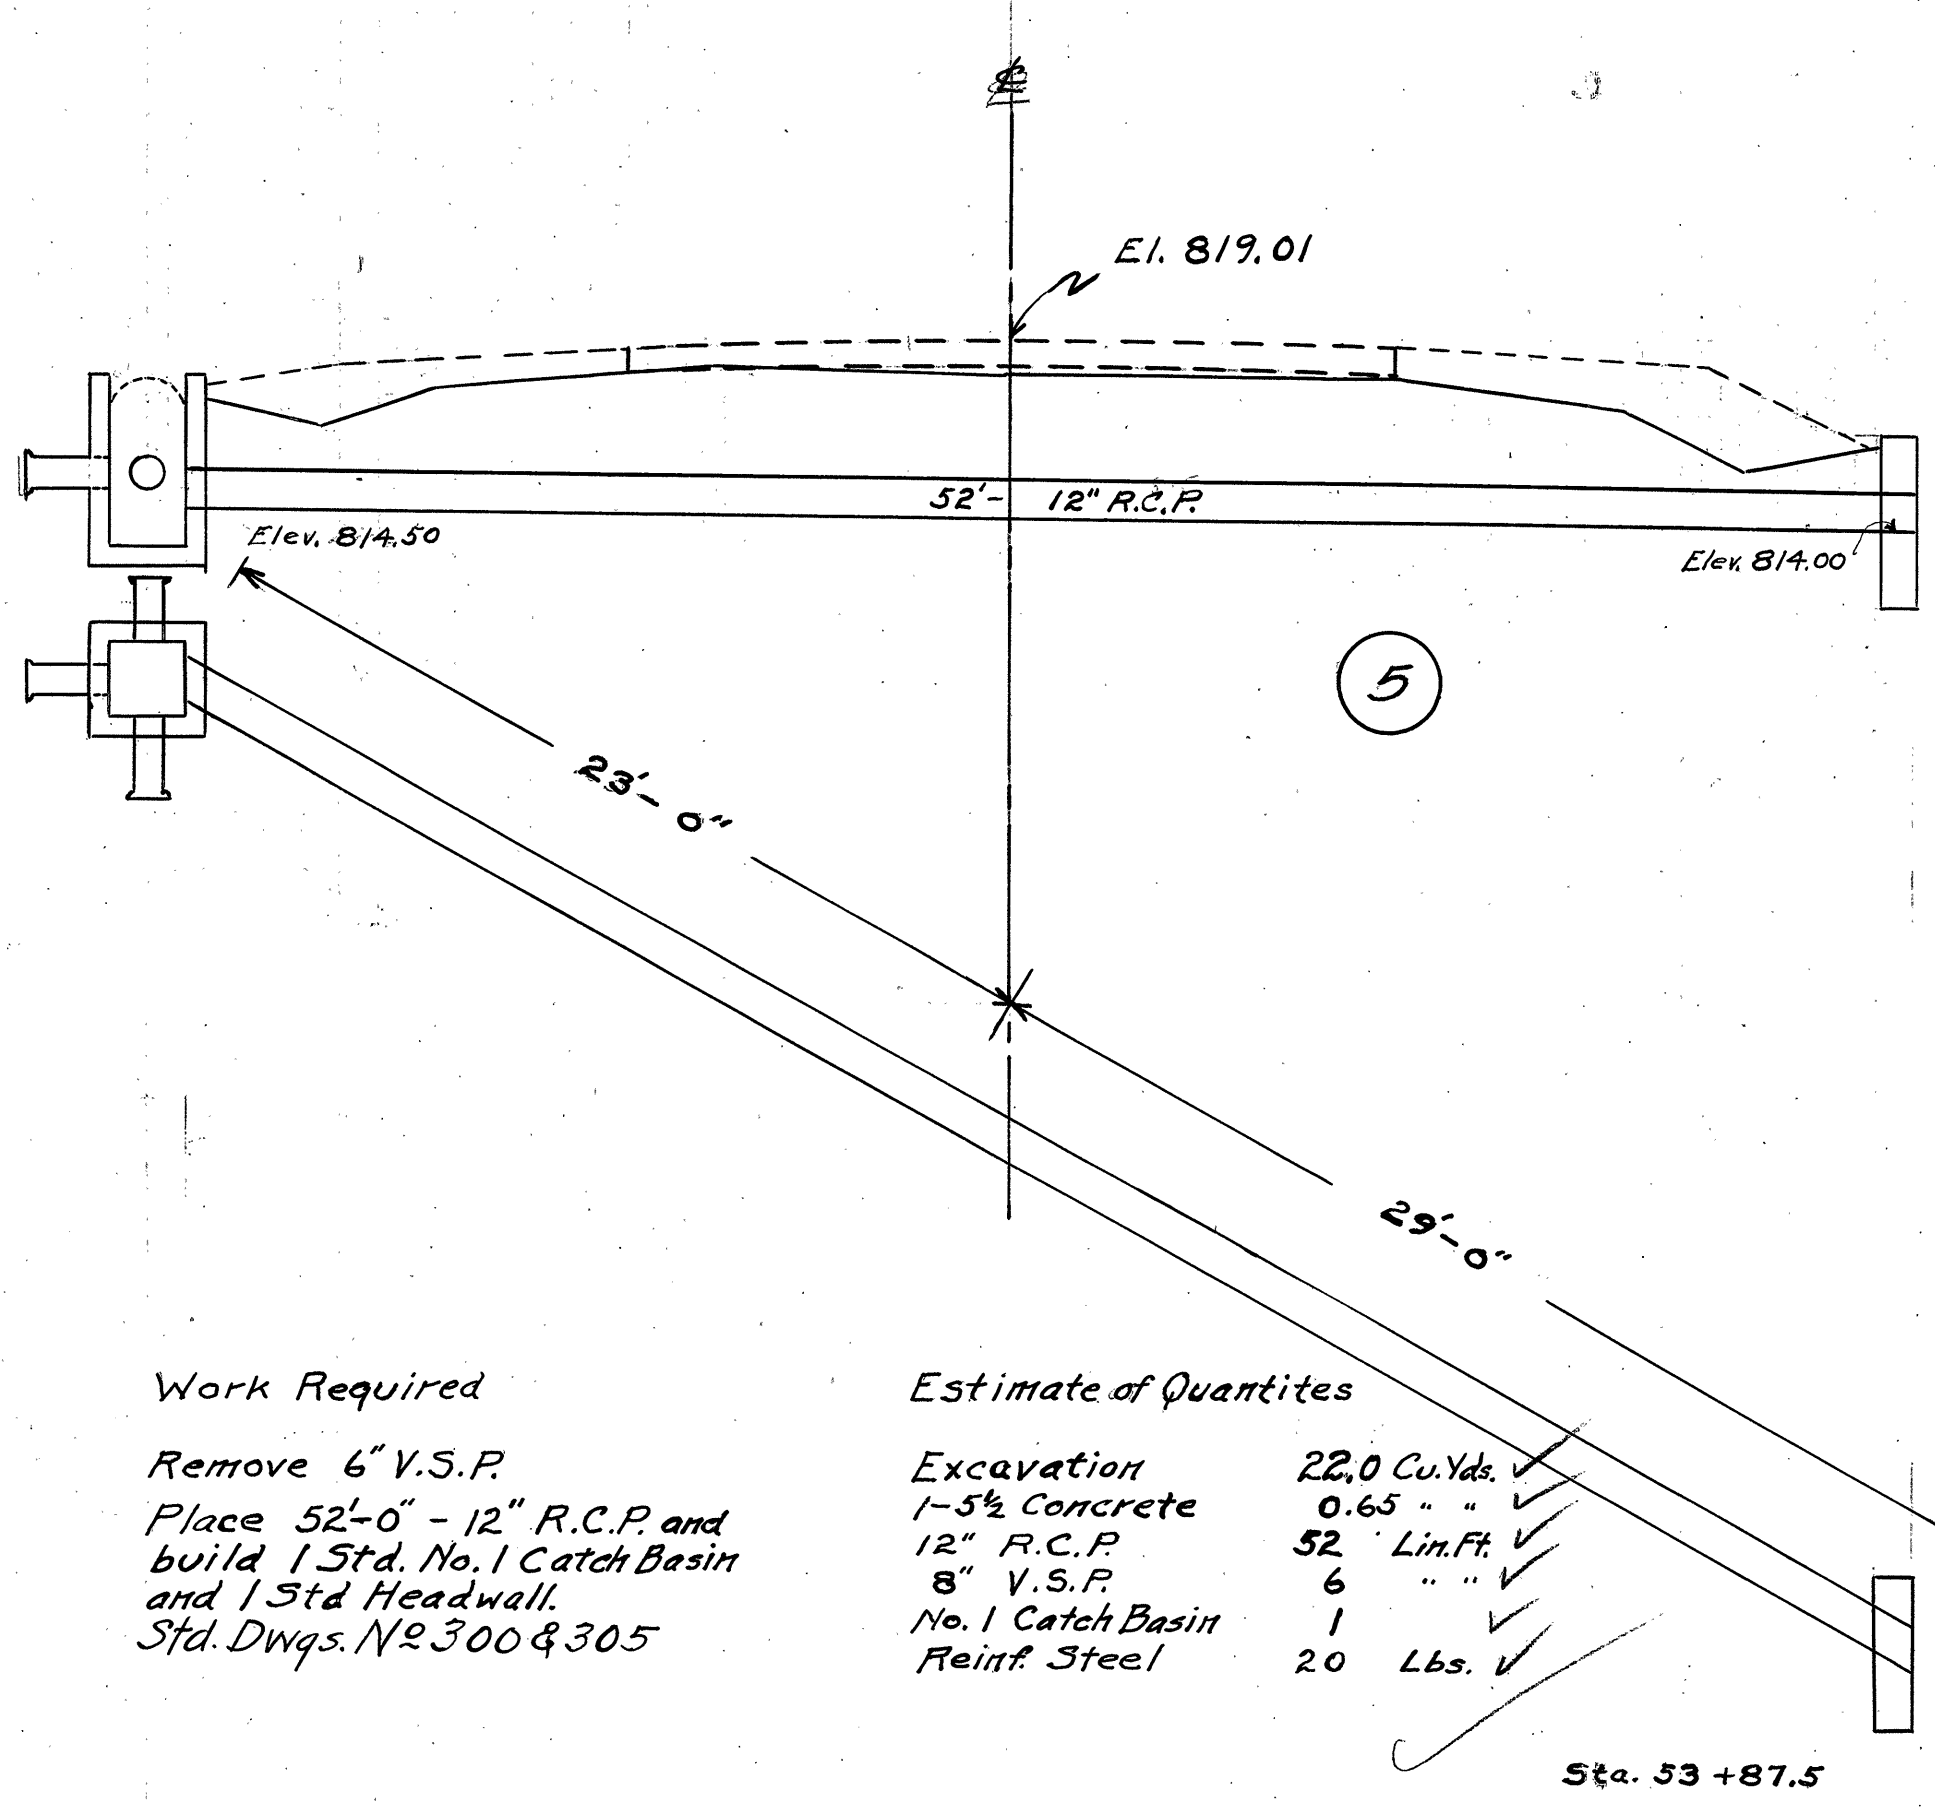 ℄
El. 819.01
52'- 12" R.C.P.
Elev. 814.50
Elev. 814.00
5
23'-0"
29'-0"
Work Required
Remove 6" V.S.P.
Place 52'-0" - 12" R.C.P. and
build 1 Std. No. 1 Catch Basin
and 1 Std Headwall.
Std. Dwgs. Nº 300 & 305
Estimate of Quantites
Excavation 22.0 Cu. Yds.
1-5½ Concrete 0.65 " "
12" R.C.P. 52 Lin. Ft.
8" V.S.P. 6 " "
No. 1 Catch Basin 1
Reinf. Steel 20 Lbs.
Sta. 53 +87.5